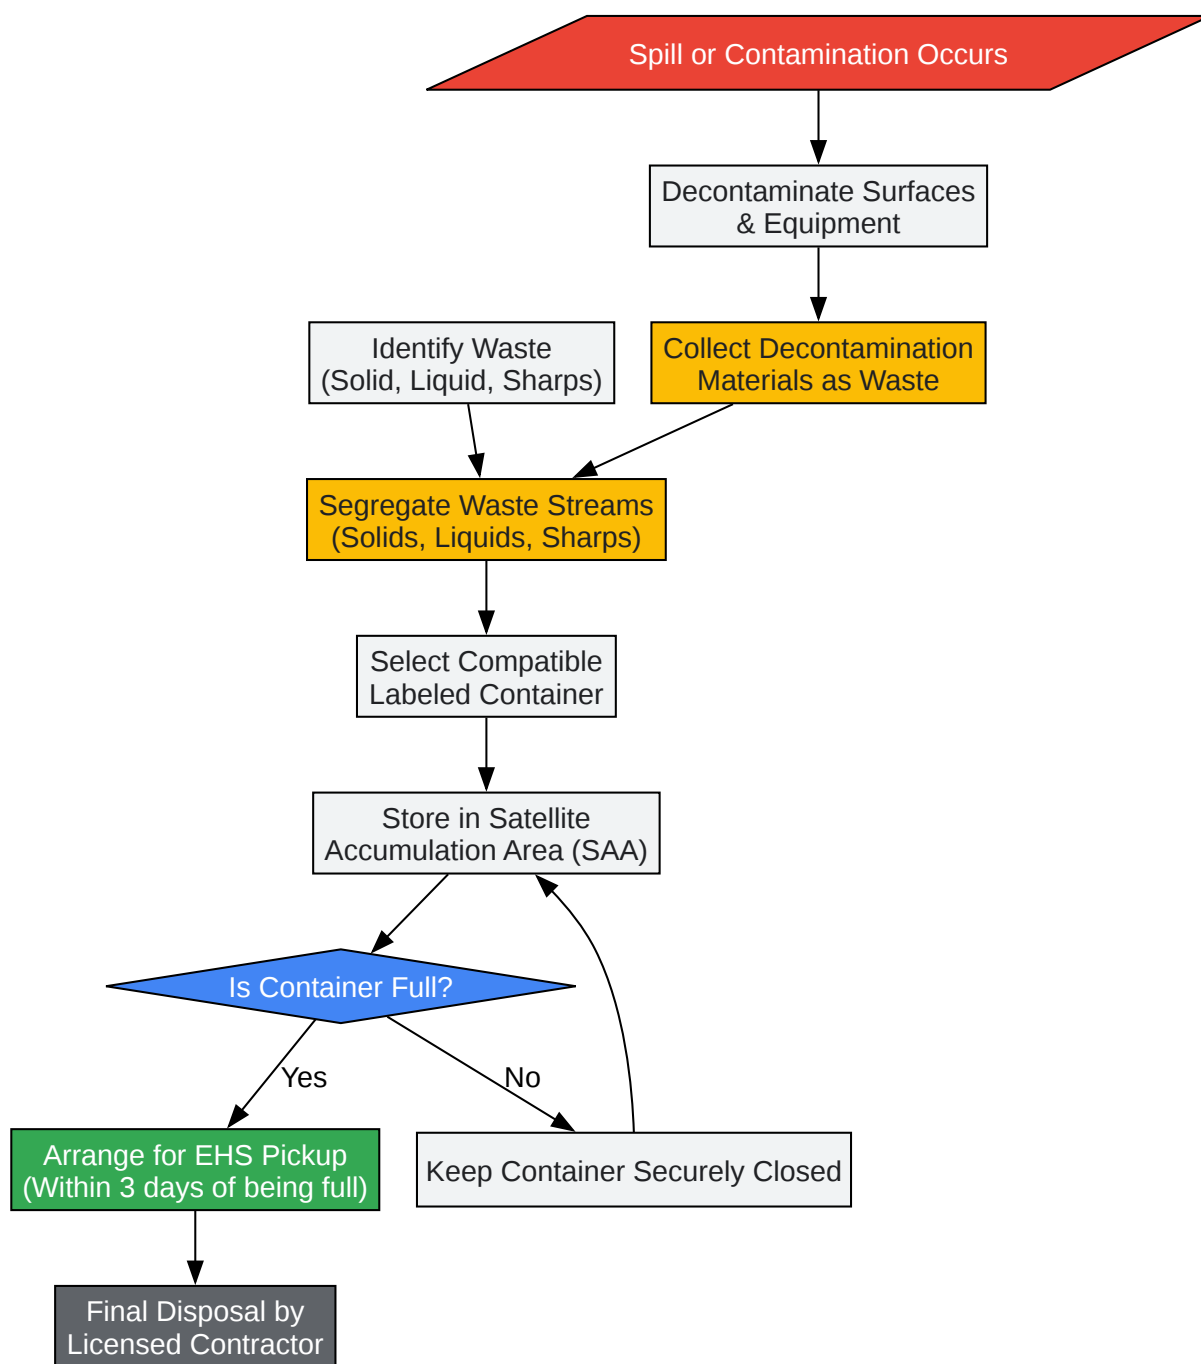 Spill or Contamination Occurs
Decontaminate Surfaces
& Equipment
Identify Waste
(Solid, Liquid, Sharps)
Collect Decontamination
Materials as Waste
Segregate Waste Streams
(Solids, Liquids, Sharps)
Select Compatible
Labeled Container
Store in Satellite
Accumulation Area (SAA)
Is Container Full?
Yes
No
Arrange for EHS Pickup
(Within 3 days of being full)
Keep Container Securely Closed
Final Disposal by
Licensed Contractor